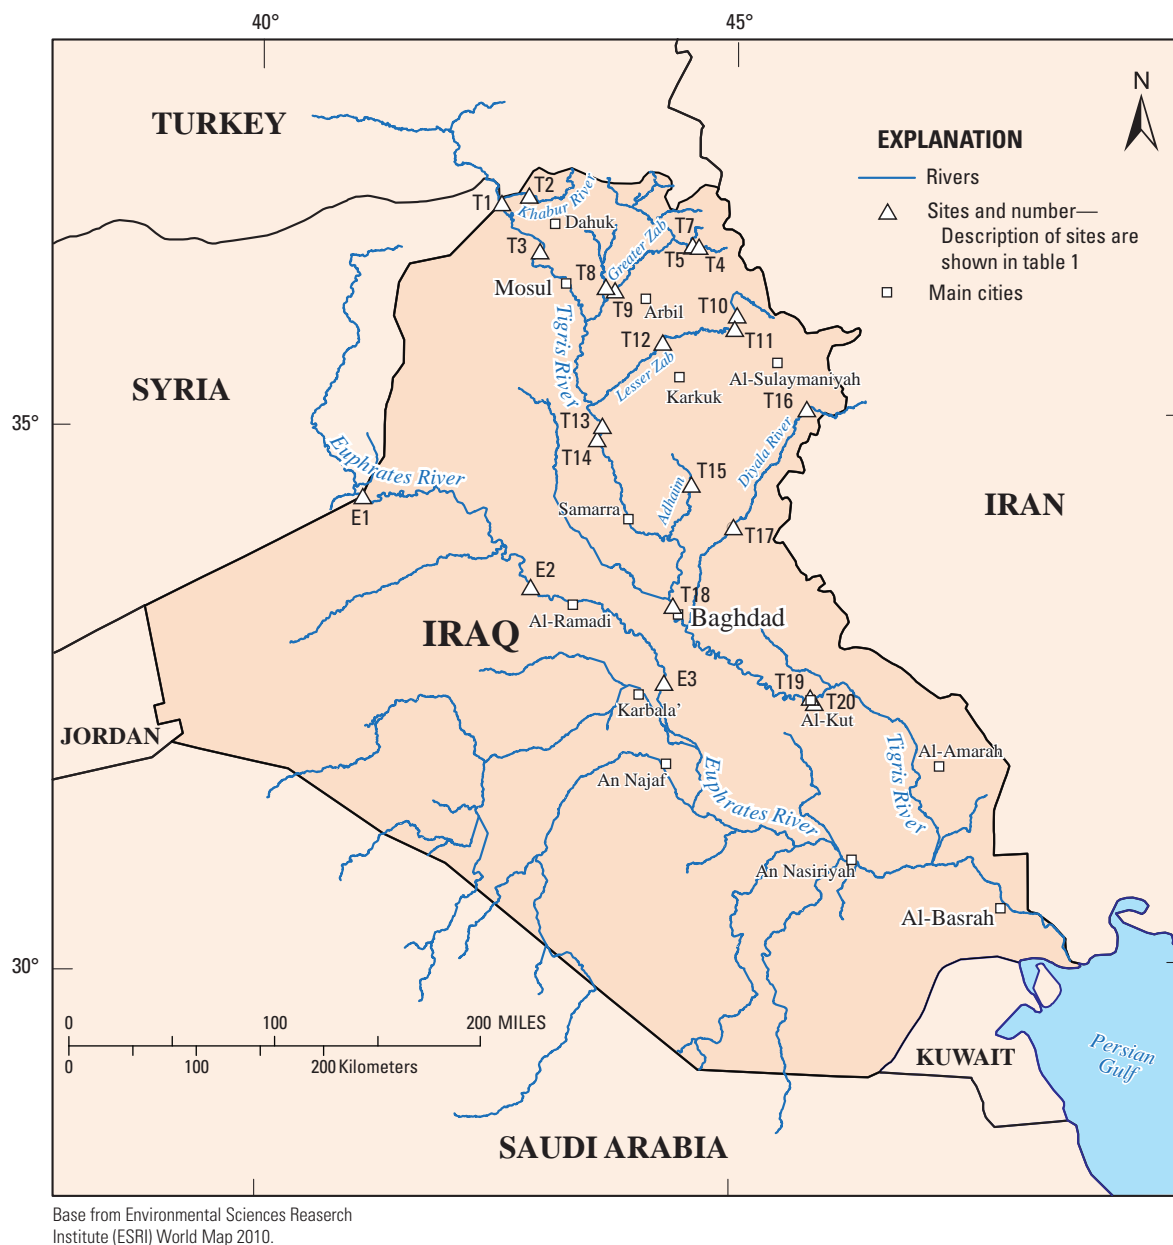 40°
45°
TURKEY
N
EXPLANATION
Rivers
Sites and number—
Description of sites are
shown in table 1
Main cities
T2
T1
Khabur River
Dahuk
T3
T7
T5
T4
T8
Greater Zab
Mosul
T9
Arbil
T10
Tigris River
T12
T11
Lesser Zab
Al-Sulaymaniyah
SYRIA
Karkuk
T16
35°
T13
T14
Diyala River
Euphrates River
T15
Adhaim
IRAN
E1
Samarra
T17
E2
T18
Al-Ramadi
Baghdad
IRAQ
E3
T19
T20
Karbala’
Al-Kut
JORDAN
Tigris River
Al-Amarah
An Najaf
Euphrates River
An Nasiriyah
Al-Basrah
30°
0
100
200 MILES
0
100
200 Kilometers
KUWAIT
Persian
Gulf
SAUDI ARABIA
Base from Environmental Sciences Reaserch
Institute (ESRI) World Map 2010.